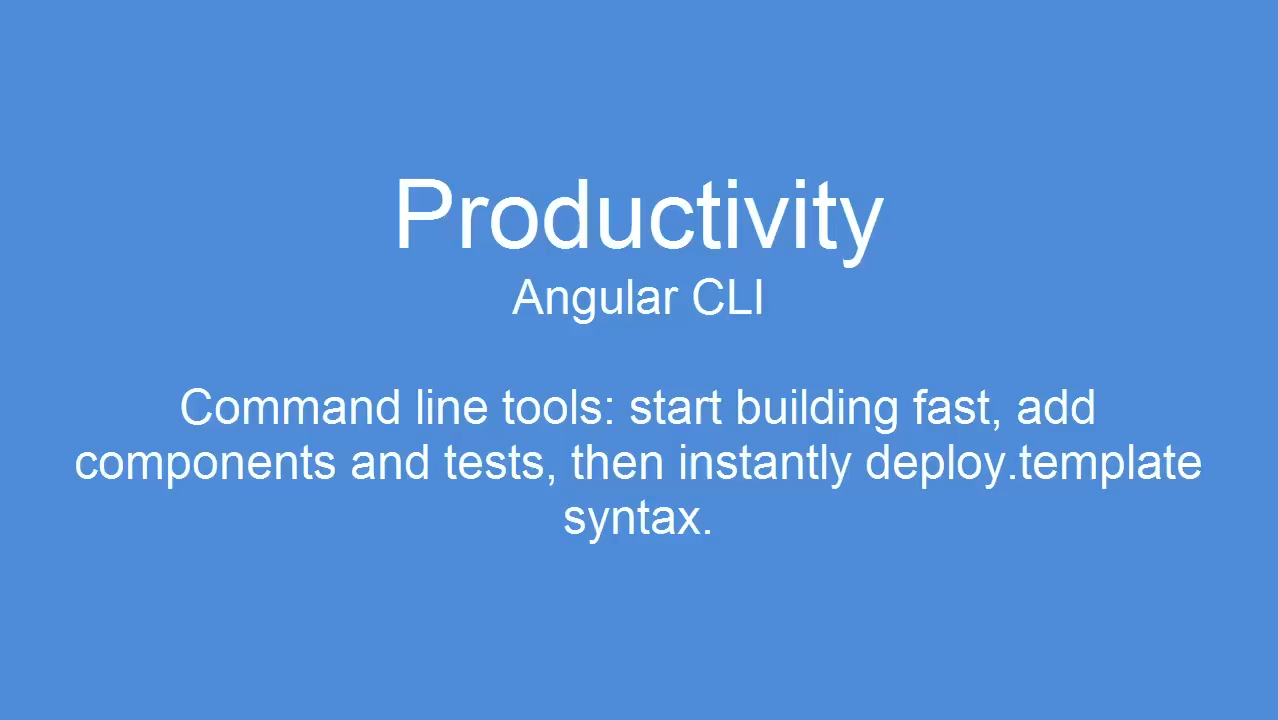 Productivity
Angular CLI
Command line tools: start building fast, add
components and tests, then instantly deploy.template
syntax.